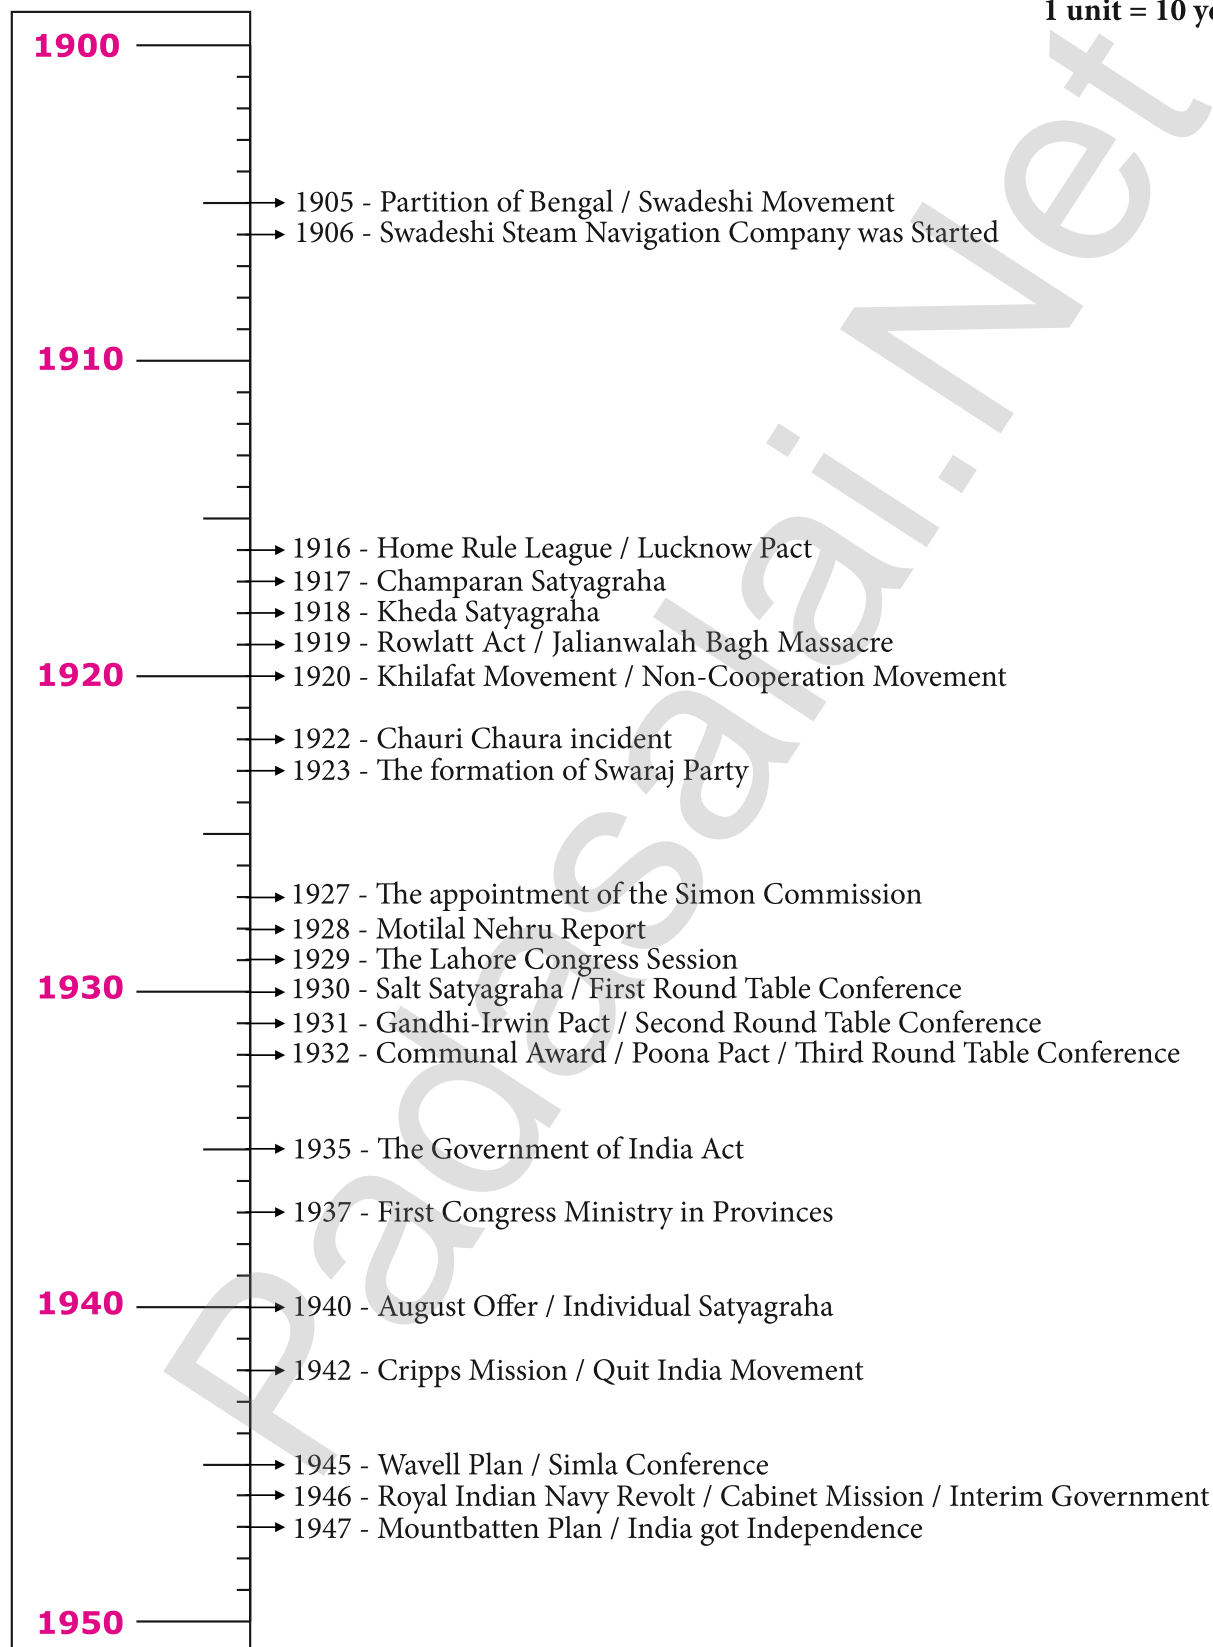 1 unit = 10
1900
1905 - Partition of Bengal / Swadeshi Movement
1906 - Swadeshi Steam Navigation Company was Started
1910
1916 - Home Rule League / Lucknow Pact
1917 - Champaran Satyagraha
1918 - Kheda Satyagraha
1919 - Rowlatt Act / Jalianwalah Bagh Massacre
1920
1920 - Khilafat Movement / Non-Cooperation Movement
1922 - Chauri Chaura incident
1923 - The formation of Swaraj Party
1927 - The appointment of the Simon Commission
1928 - Motilal Nehru Report
1929 - The Lahore Congress Session
1930
1930 - Salt Satyagraha / First Round Table Conference
1931 - Gandhi-Irwin Pact / Second Round Table Conference
1932 - Communal Award / Poona Pact / Third Round Table Conference
1935 - The Government of India Act
1937 - First Congress Ministry in Provinces
1940
1940 - August Offer / Individual Satyagraha
1942 - Cripps Mission / Quit India Movement
1945 - Wavell Plan / Simla Conference
1946 - Royal Indian Navy Revolt / Cabinet Mission / Interim Government
1947 - Mountbatten Plan / India got Independence
1950
Padasalai.Net